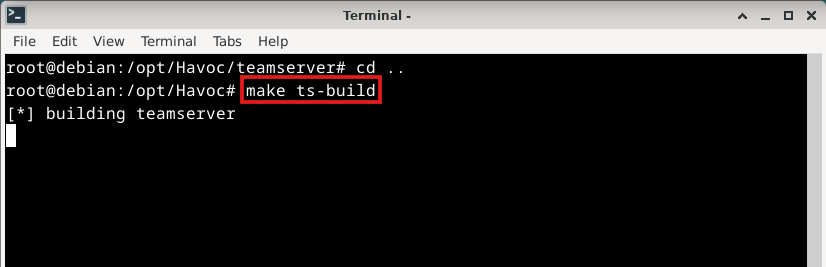 Terminal -
File Edit View Terminal Tabs Help
root@debian:/opt/Havoc/teamserver# cd ..
root@debian:/opt/Havoc# make ts-build
[*] building teamserver